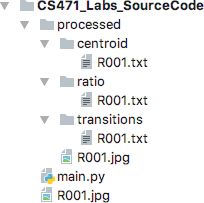 CS471_Labs_SourceCode
processed
centroid
R001.txt
ratio
R001.txt
transitions
R001.txt
R001.jpg
main.py
R001.jpg